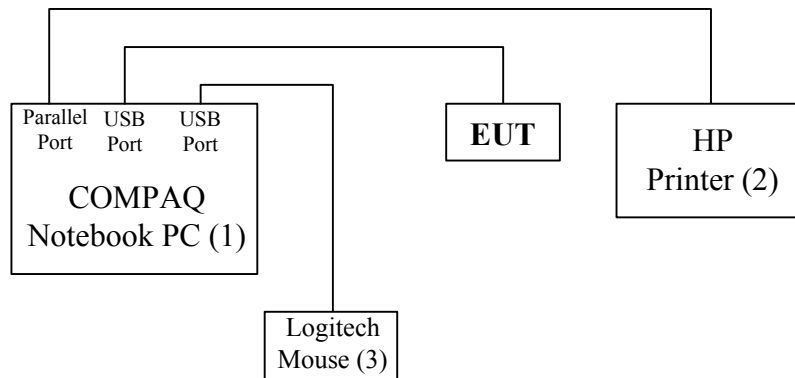 Parallel
Port
USB
Port
USB
Port
COMPAQ
Notebook PC (1)
EUT
HP
Printer (2)
Logitech
Mouse (3)